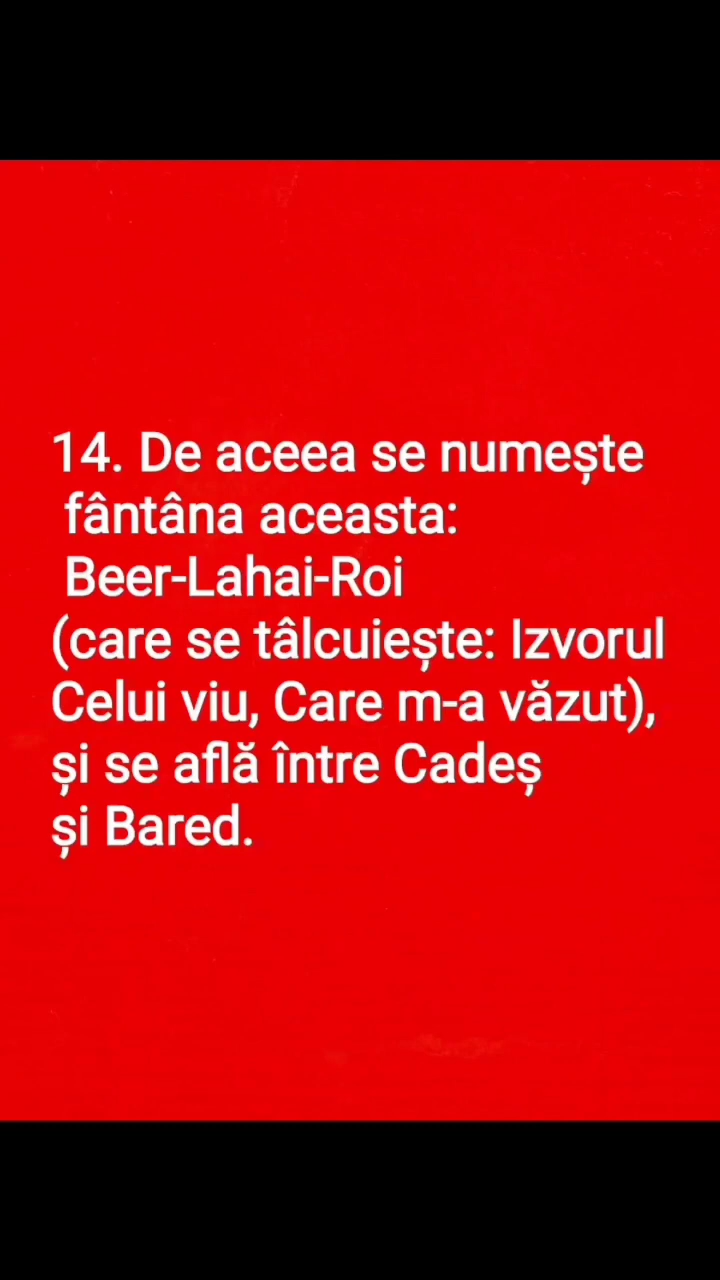 14. De aceea se numește
fântâna aceasta:
Beer-Lahai-Roi
(care se tâlcuiește: Izvorul
Celui viu, Care m-a văzut),
și se află între Cadeș
și Bared.